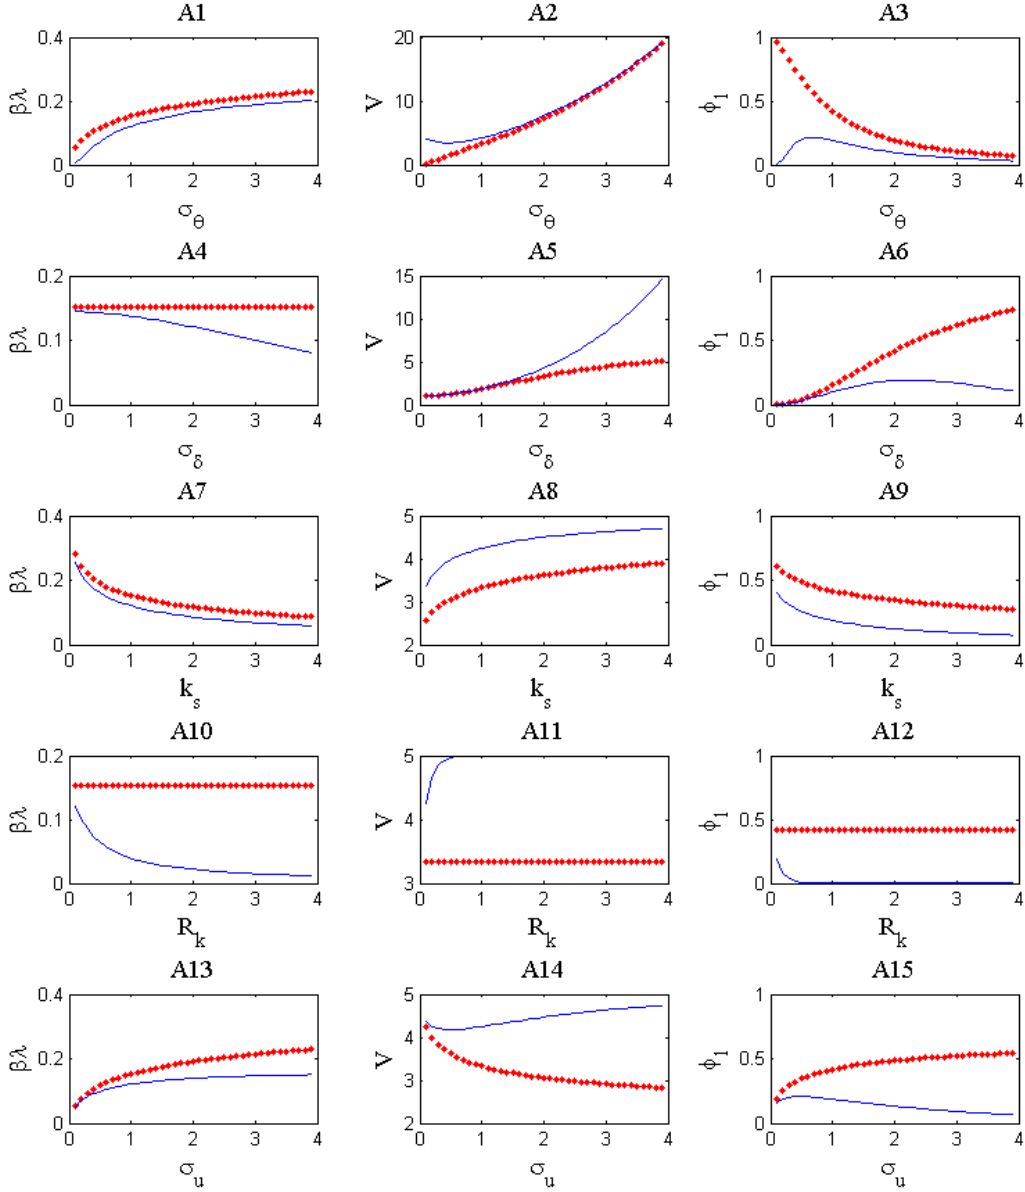 A1 A2 A3
0.4 20 1
βλ 0.2 V 10 ϕ1 0.5
0 0 0
0 1 2 3 4 0 1 2 3 4 0 1 2 3 4
σθ σθ σθ
A4 A5 A6
0.2 15 1
βλ 0.1 V 10 5 ϕ1 0.5
0 0 0
0 1 2 3 4 0 1 2 3 4 0 1 2 3 4
σδ σδ σδ
A7 A8 A9
0.4 5 1
βλ 0.2 V 4 3 ϕ1 0.5
0 2 0
0 1 2 3 4 0 1 2 3 4 0 1 2 3 4
ks ks ks
A10 A11 A12
0.2 5 1
βλ 0.1 V 4 ϕ1 0.5
0 3 0
0 1 2 3 4 0 1 2 3 4 0 1 2 3 4
Rk Rk Rk
A13 A14 A15
0.4 5 1
βλ 0.2 V 4 3 ϕ1 0.5
0 2 0
0 1 2 3 4 0 1 2 3 4 0 1 2 3 4
σu σu σu